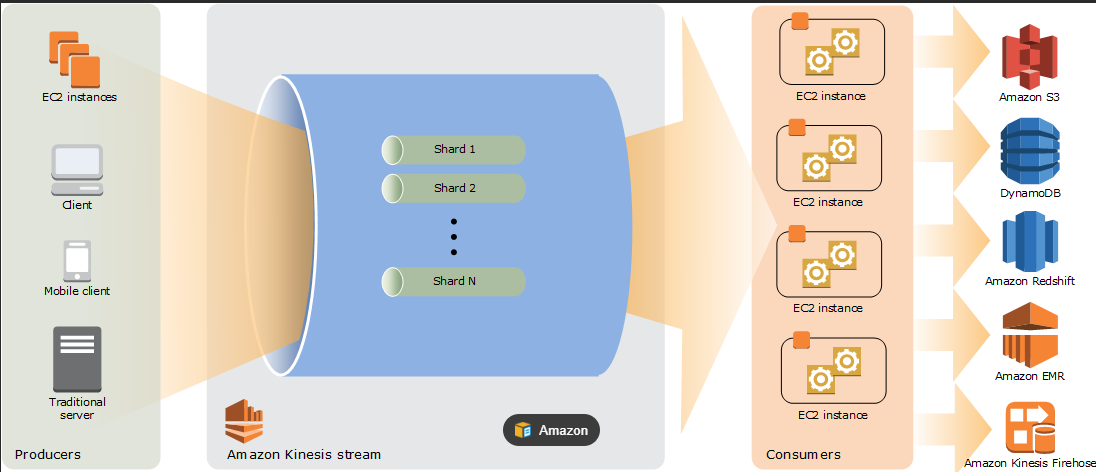 EC2 instances
Client
Mobile client
Traditional
server
Producers
Shard 1
Shard 2
Shard N
Amazon
Amazon Kinesis stream
EC2 instance
EC2 instance
EC2 instance
EC2 instance
Consumers
Amazon S3
DynamoDB
Amazon Redshift
Amazon EMR
Amazon Kinesis Firehose